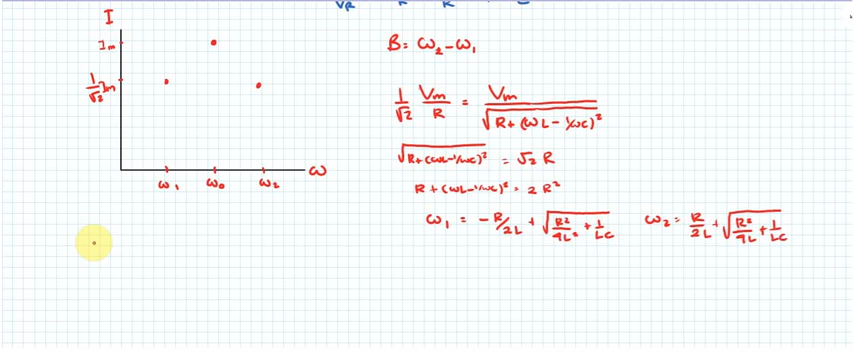 VR R R
I
Im
1/√2 Im
ω1 ω0 ω2 ω
B = ω2 - ω1
1/√2 Vm/R = Vm/√(R + (ωL - 1/ωC)²)
√(R + (ωL - 1/ωC)²) = √2 R
R + (ωL - 1/ωC)² = 2R²
ω1 = -R/2L + √(R²/4L² + 1/LC) ω2 = R/2L + √(R²/4L + 1/LC)